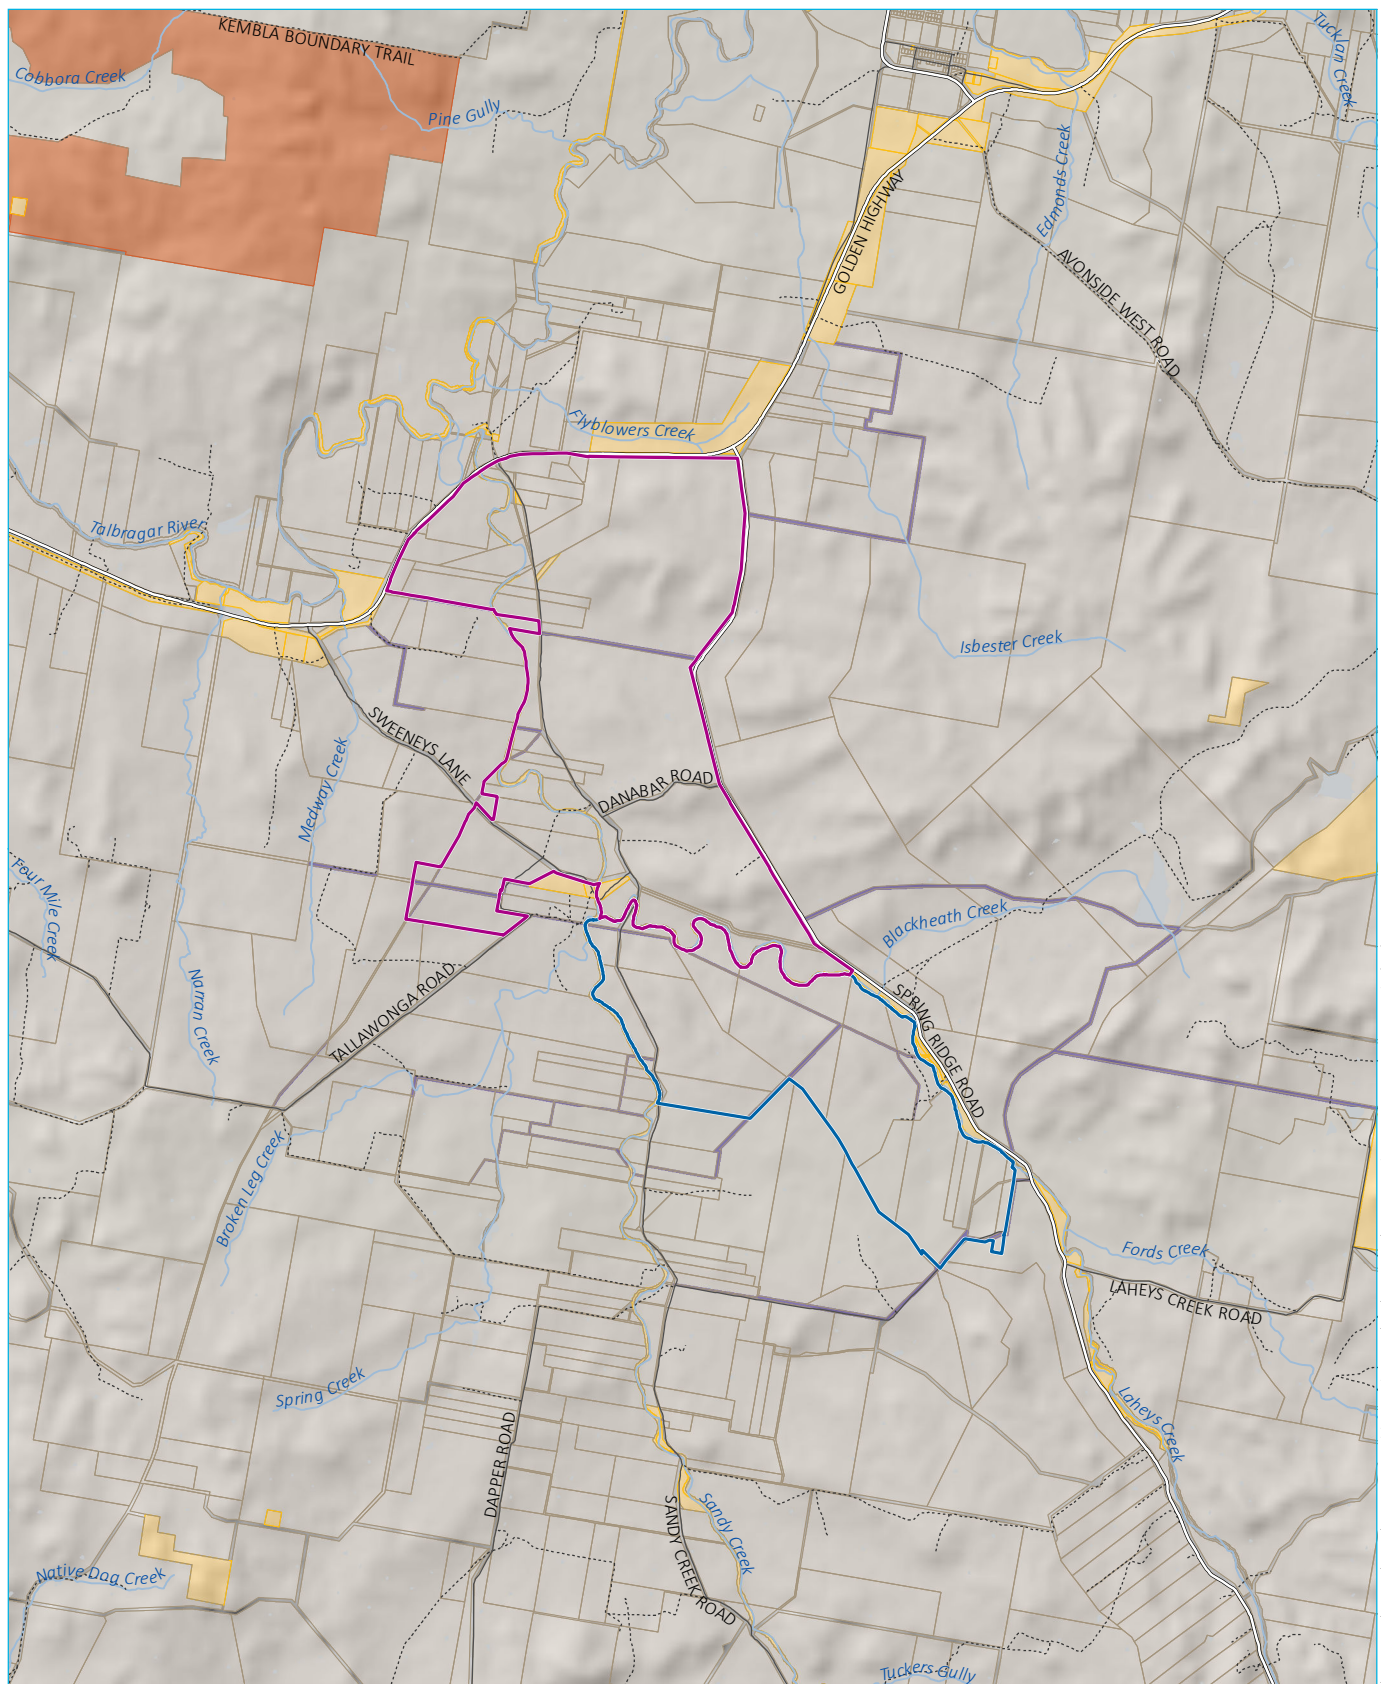 KEMBLA BOUNDARY TRAIL
Tucklan Creek
Cobbora Creek
Pine Gully
Edmonds Creek
GOLDEN HIGHWAY
AVONSIDE WEST ROAD
Flyblowers Creek
Talbragar River
Isbester Creek
SWEENEYS LANE
Medway Creek
DANABAR ROAD
Four Mile Creek
Blackheath Creek
Narran Creek
TALLAWONGA ROAD
SPRING RIDGE ROAD
Broken Leg Creek
Fords Creek
LAHEYS CREEK ROAD
Spring Creek
Laheys Creek
DAPPER ROAD
SANDY CREEK ROAD
Sandy Creek
Native Dog Creek
Tuckers Gully